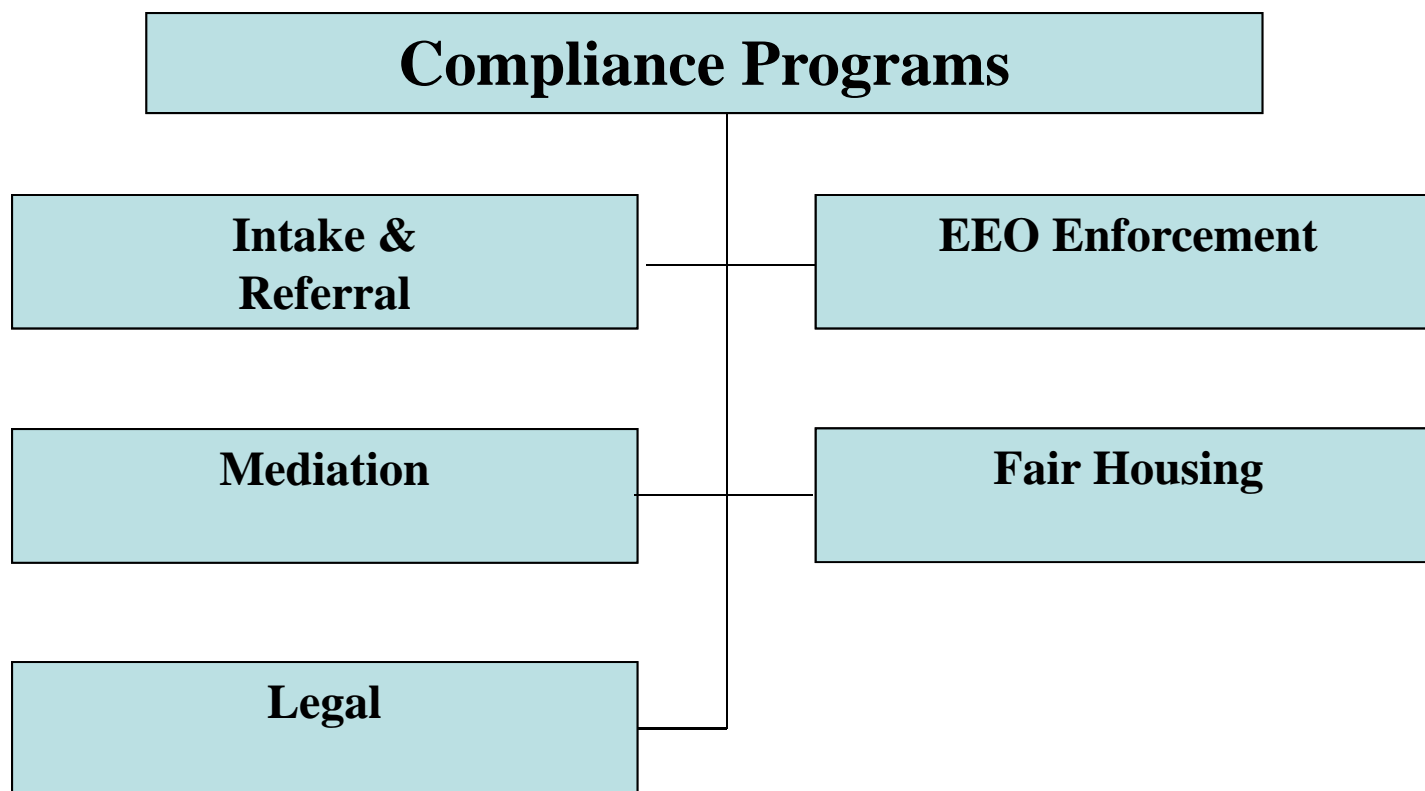 Compliance Programs
Intake &
Referral
EEO Enforcement
Mediation
Fair Housing
Legal